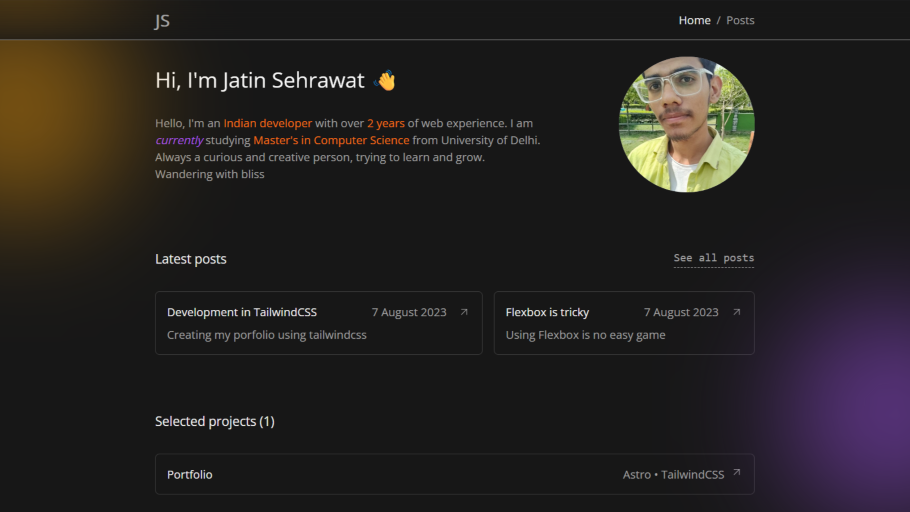 JS
Home / Posts
Hi, I'm Jatin Sehrawat 👋
Hello, I'm an Indian developer with over 2 years of web experience. I am
currently studying Master's in Computer Science from University of Delhi.
Always a curious and creative person, trying to learn and grow.
Wandering with bliss
Latest posts
See all posts
Development in TailwindCSS 7 August 2023
Creating my porfolio using tailwindcss
Flexbox is tricky 7 August 2023
Using Flexbox is no easy game
Selected projects (1)
Portfolio
Astro • TailwindCSS